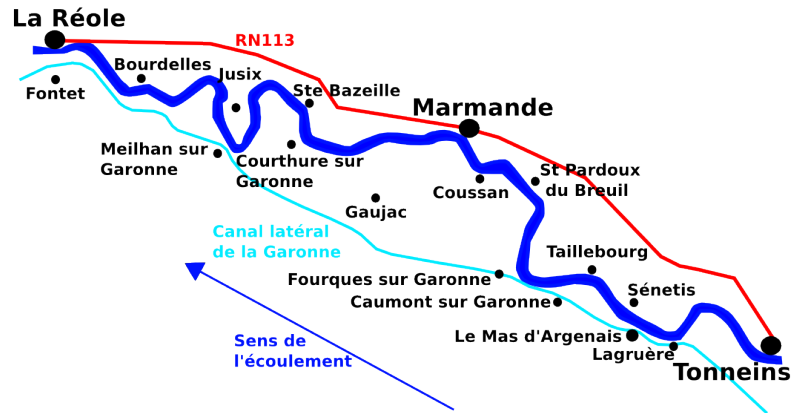 La Réole
RN113
Bourdelles
Jusix
Fontet
Ste Bazeille
Marmande
Meilhan sur
Garonne
Courthure sur
Garonne
St Pardoux
du Breuil
Coussan
Gaujac
Canal latéral
de la Garonne
Taillebourg
Fourques sur Garonne
Sénetis
Caumont sur Garonne
Le Mas d'Argenais
Sens de
l'écoulement
Lagruère
Tonneins